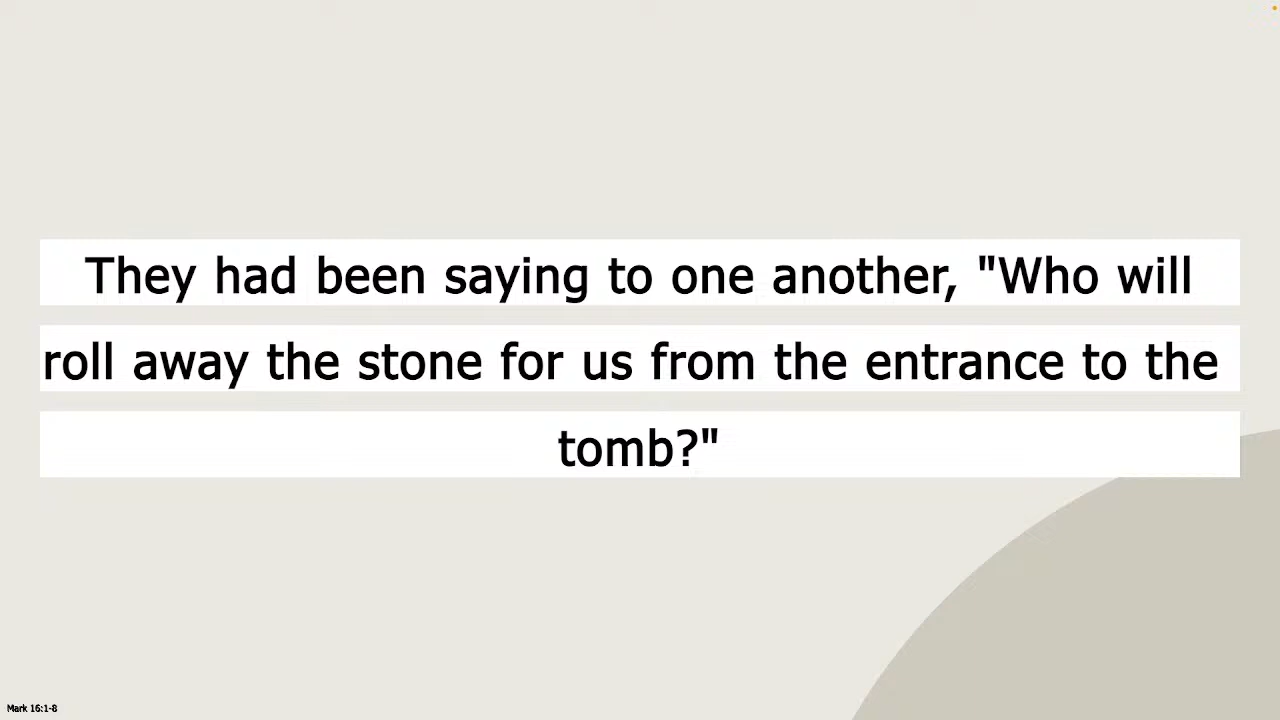 They had been saying to one another, "Who will
roll away the stone for us from the entrance to the
tomb?"
Mark 16:1-8